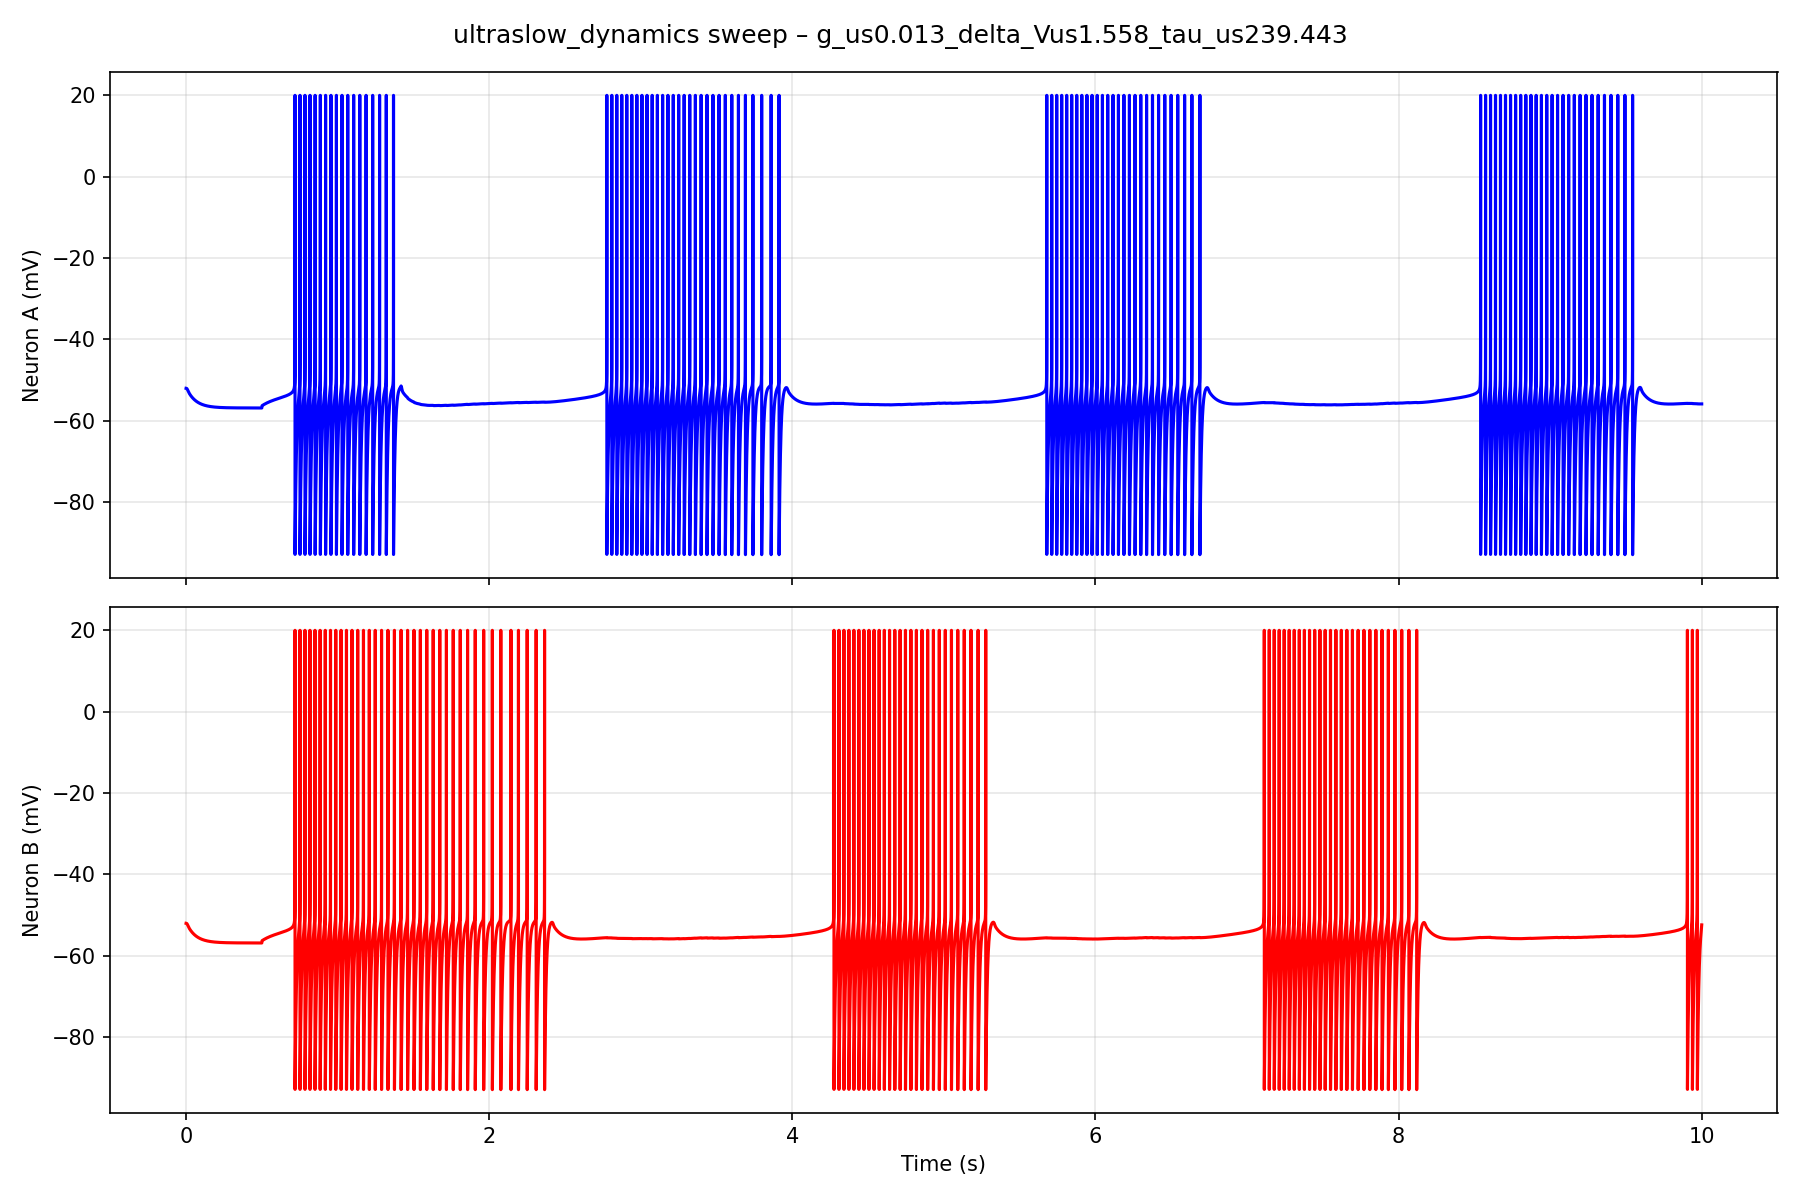 ultraslow_dynamics sweep – g_us0.013_delta_Vus1.558_tau_us239.443
20
0
−20
−40
−60
−80
Neuron A (mV)
20
0
−20
−40
−60
−80
Neuron B (mV)
0 2 4 6 8 10
Time (s)